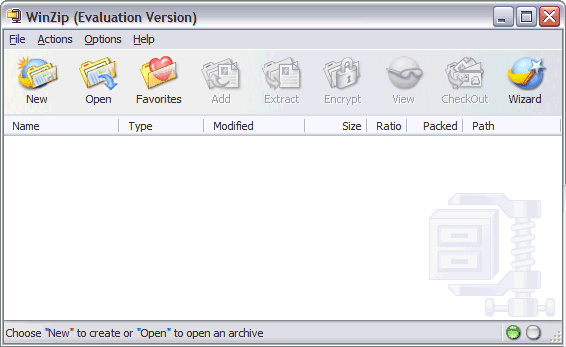 WinZip (Evaluation Version)
File Actions Options Help
New Open Favorites Add Extract Encrypt View CheckOut Wizard
Name Type Modified Size Ratio Packed Path
Choose "New" to create or "Open" to open an archive